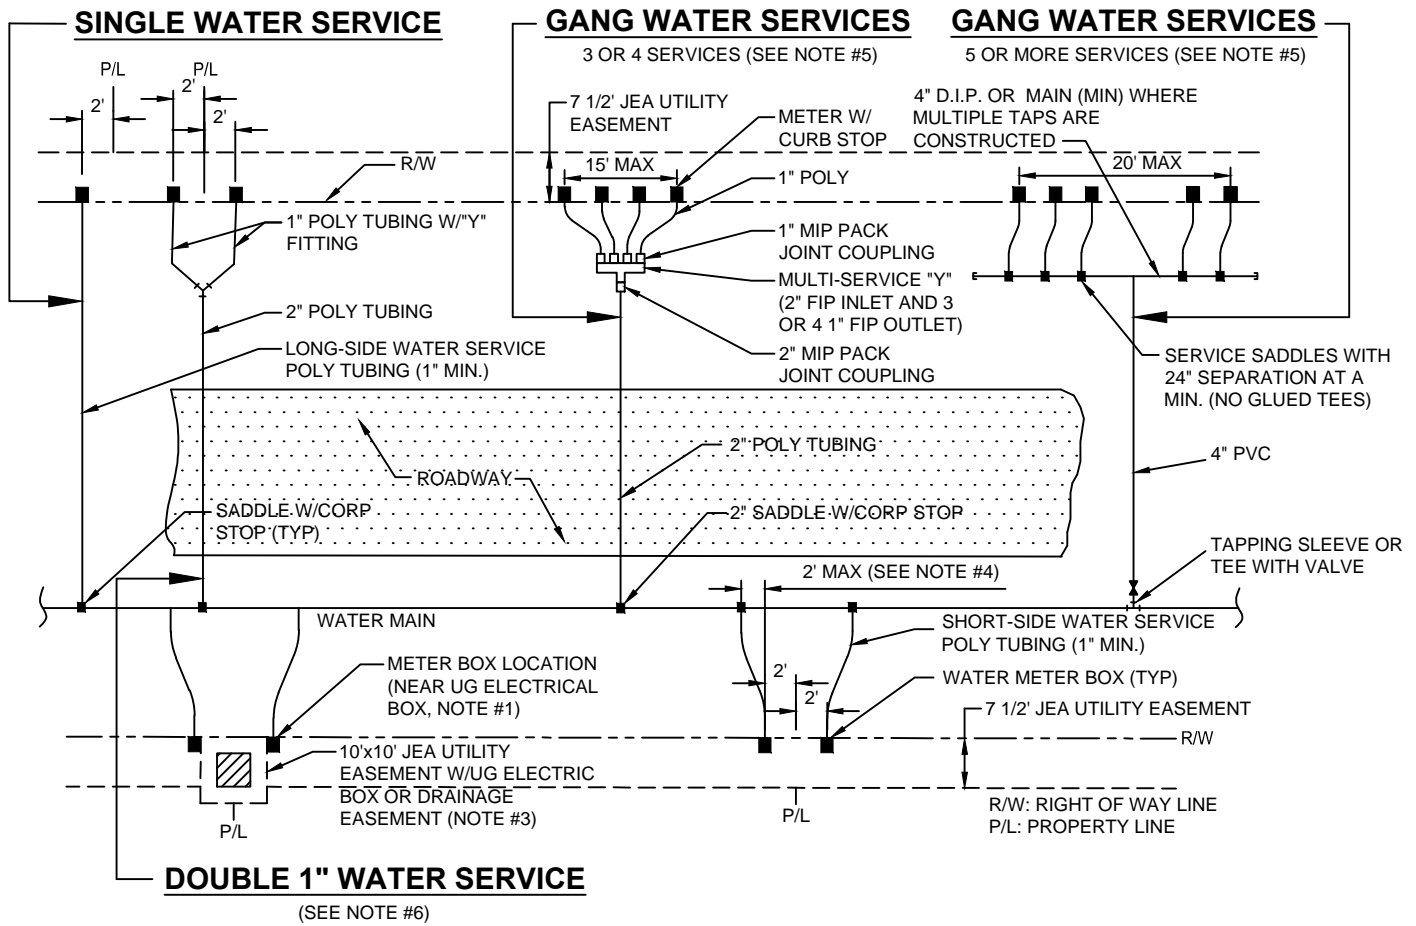 SINGLE WATER SERVICE
GANG WATER SERVICES
3 OR 4 SERVICES (SEE NOTE #5)
GANG WATER SERVICES
5 OR MORE SERVICES (SEE NOTE #5)
P/L
P/L
2'
2'
2'
R/W
7 1/2' JEA UTILITY
EASEMENT
15' MAX
METER W/
CURB STOP
1" POLY
4" D.I.P. OR MAIN (MIN) WHERE
MULTIPLE TAPS ARE
CONSTRUCTED
20' MAX
1" POLY TUBING W/"Y"
FITTING
1" MIP PACK
JOINT COUPLING
MULTI-SERVICE "Y"
(2" FIP INLET AND 3
OR 4 1" FIP OUTLET)
2" MIP PACK
JOINT COUPLING
2" POLY TUBING
LONG-SIDE WATER SERVICE
POLY TUBING (1" MIN.)
SERVICE SADDLES WITH
24" SEPARATION AT A
MIN. (NO GLUED TEES)
2" POLY TUBING
4" PVC
ROADWAY
SADDLE W/CORP
STOP (TYP)
2" SADDLE W/CORP STOP
TAPPING SLEEVE OR
TEE WITH VALVE
2' MAX (SEE NOTE #4)
WATER MAIN
SHORT-SIDE WATER SERVICE
POLY TUBING (1" MIN.)
METER BOX LOCATION
(NEAR UG ELECTRICAL
BOX, NOTE #1)
2'
2'
WATER METER BOX (TYP)
7 1/2' JEA UTILITY EASEMENT
R/W
10'x10' JEA UTILITY
EASEMENT W/UG ELECTRIC
BOX OR DRAINAGE
EASEMENT (NOTE #3)
P/L
P/L
R/W: RIGHT OF WAY LINE
P/L: PROPERTY LINE
DOUBLE 1" WATER SERVICE
(SEE NOTE #6)